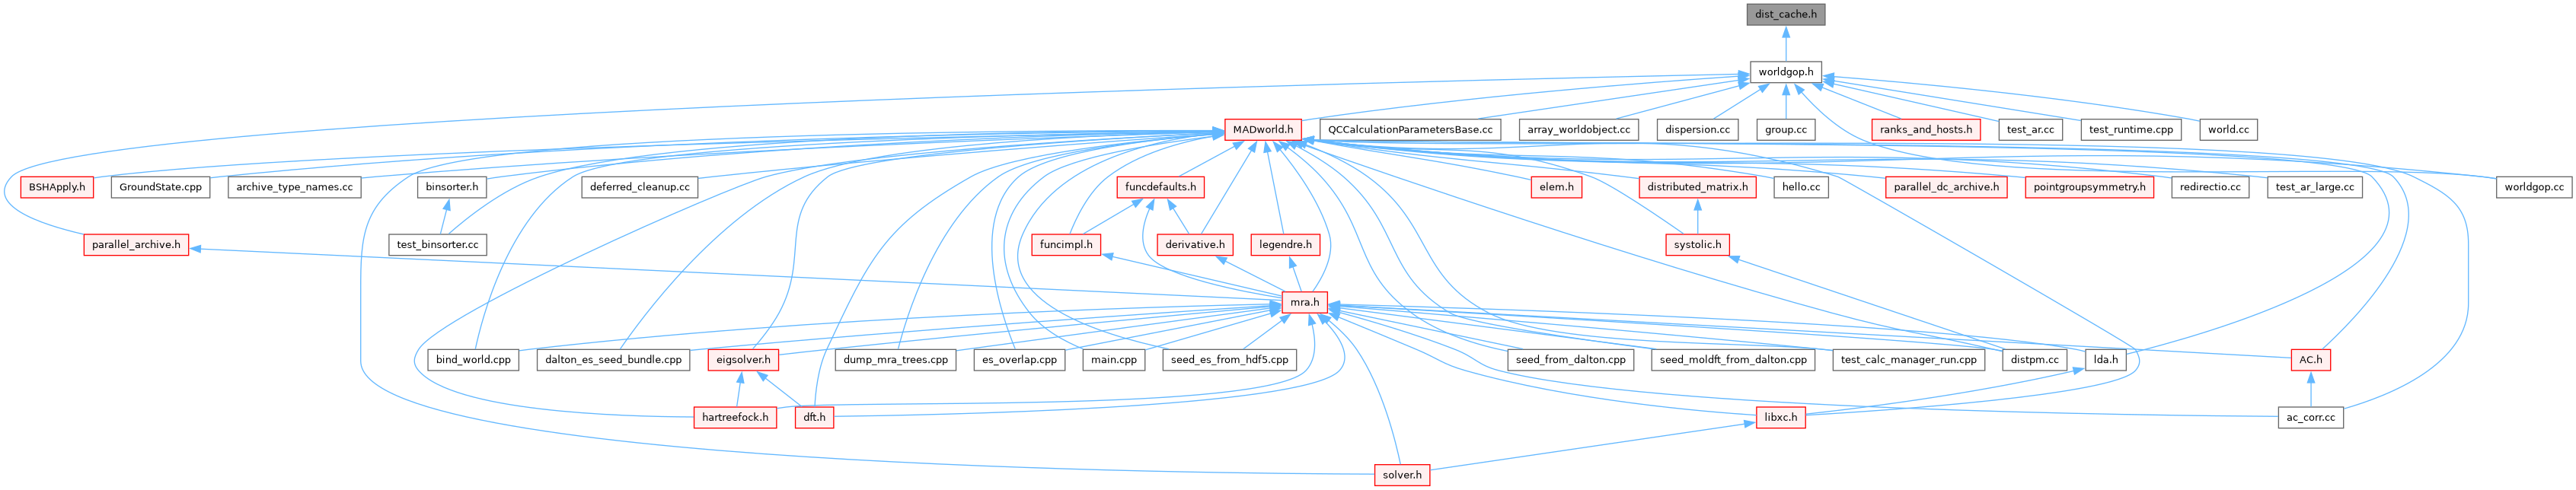 dist_cache.h
worldgop.h
MADworld.h
QCCalculationParametersBase.cc
array_worldobject.cc
dispersion.cc
group.cc
ranks_and_hosts.h
test_ar.cc
test_runtime.cpp
world.cc
BSHApply.h
GroundState.cpp
archive_type_names.cc
binsorter.h
deferred_cleanup.cc
funcdefaults.h
elem.h
distributed_matrix.h
hello.cc
parallel_dc_archive.h
pointgroupsymmetry.h
redirectio.cc
test_ar_large.cc
worldgop.cc
parallel_archive.h
test_binsorter.cc
funcimpl.h
derivative.h
legendre.h
systolic.h
mra.h
bind_world.cpp
dalton_es_seed_bundle.cpp
eigsolver.h
dump_mra_trees.cpp
es_overlap.cpp
main.cpp
seed_es_from_hdf5.cpp
seed_from_dalton.cpp
seed_moldft_from_dalton.cpp
test_calc_manager_run.cpp
distpm.cc
lda.h
AC.h
hartreefock.h
dft.h
libxc.h
ac_corr.cc
solver.h